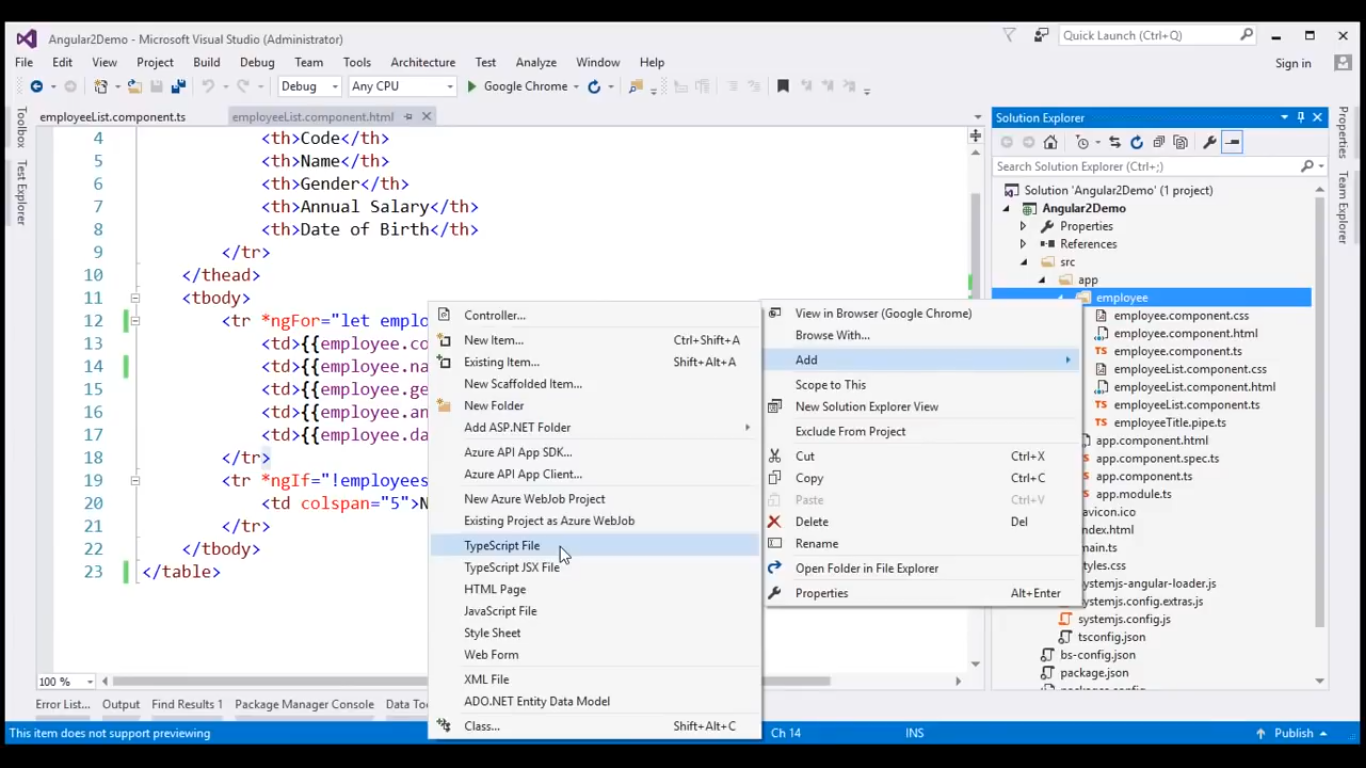 Angular2Demo - Microsoft Visual Studio (Administrator)
Quick Launch (Ctrl+Q)
File Edit View Project Build Debug Team Tools Architecture Test Analyze Window Help
Sign in
Debug Any CPU Google Chrome
Toolbox
Test Explorer
employeeList.component.ts employeeList.component.html
4 <th>Code</th>
5 <th>Name</th>
6 <th>Gender</th>
7 <th>Annual Salary</th>
8 <th>Date of Birth</th>
9 </tr>
10 </thead>
11 <tbody>
12 <tr *ngFor="let emplo
13 <td>{{employee.co
14 <td>{{employee.na
15 <td>{{employee.ge
16 <td>{{employee.an
17 <td>{{employee.da
18 </tr>
19 <tr *ngIf="!employees
20 <td colspan="5">N
21 </tr>
22 </tbody>
23 </table>
100 %
Error List... Output Find Results 1 Package Manager Console Data To
This item does not support previewing
Ch 14 INS
Publish
Controller...
New Item... Ctrl+Shift+A
Existing Item... Shift+Alt+A
New Scaffolded Item...
New Folder
Add ASP.NET Folder
Azure API App SDK...
Azure API App Client...
New Azure WebJob Project
Existing Project as Azure WebJob
TypeScript File
TypeScript JSX File
HTML Page
JavaScript File
Style Sheet
Web Form
XML File
ADO.NET Entity Data Model
Class... Shift+Alt+C
View in Browser (Google Chrome)
Browse With...
Add
Scope to This
New Solution Explorer View
Exclude From Project
Cut Ctrl+X
Copy Ctrl+C
Paste Ctrl+V
Delete Del
Rename
Open Folder in File Explorer
Properties Alt+Enter
Solution Explorer
Search Solution Explorer (Ctrl+;)
Solution 'Angular2Demo' (1 project)
Angular2Demo
Properties
References
src
app
employee
employee.component.css
employee.component.html
TS employee.component.ts
employeeList.component.css
employeeList.component.html
TS employeeList.component.ts
TS employeeTitle.pipe.ts
app.component.html
app.component.spec.ts
app.component.ts
app.module.ts
avicon.ico
ndex.html
main.ts
tyles.css
ystemjs-angular-loader.js
ystemjs.config.extras.js
systemjs.config.js
tsconfig.json
bs-config.json
package.json
Properties
Team Explorer